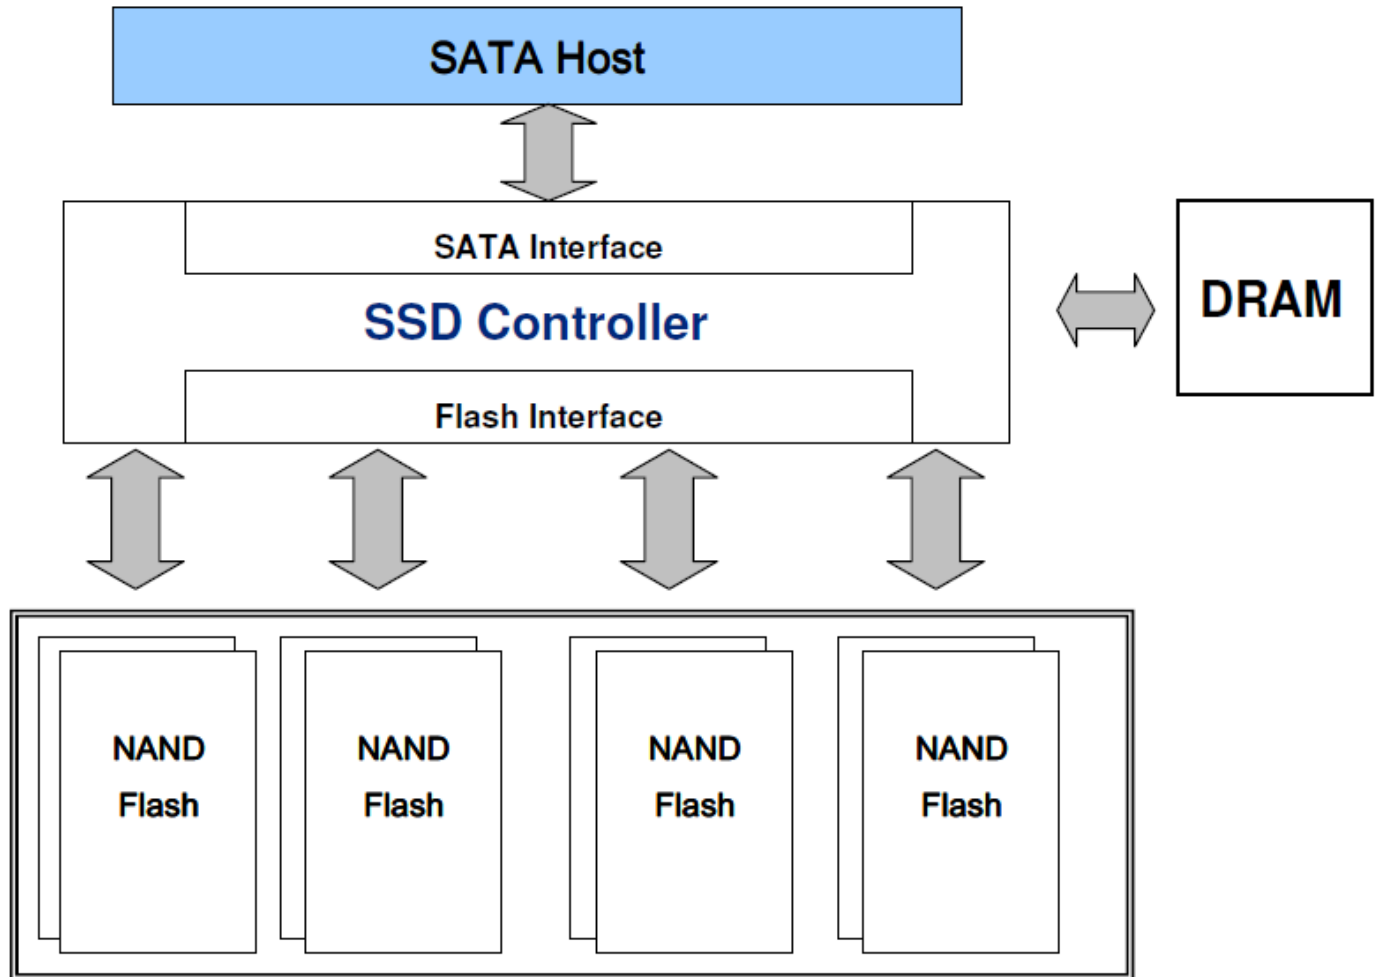 SATA Host
SATA Interface
SSD Controller
DRAM
Flash Interface
NAND
Flash
NAND
Flash
NAND
Flash
NAND
Flash